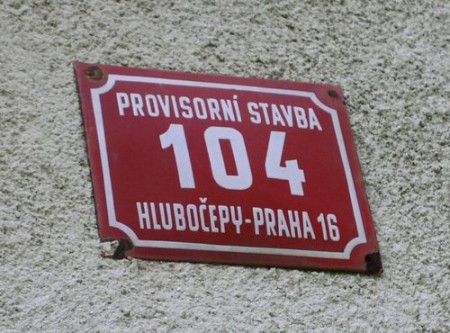 PROVISORNÍ STAVBA
104
HLUBOČEPY-PRAHA 16